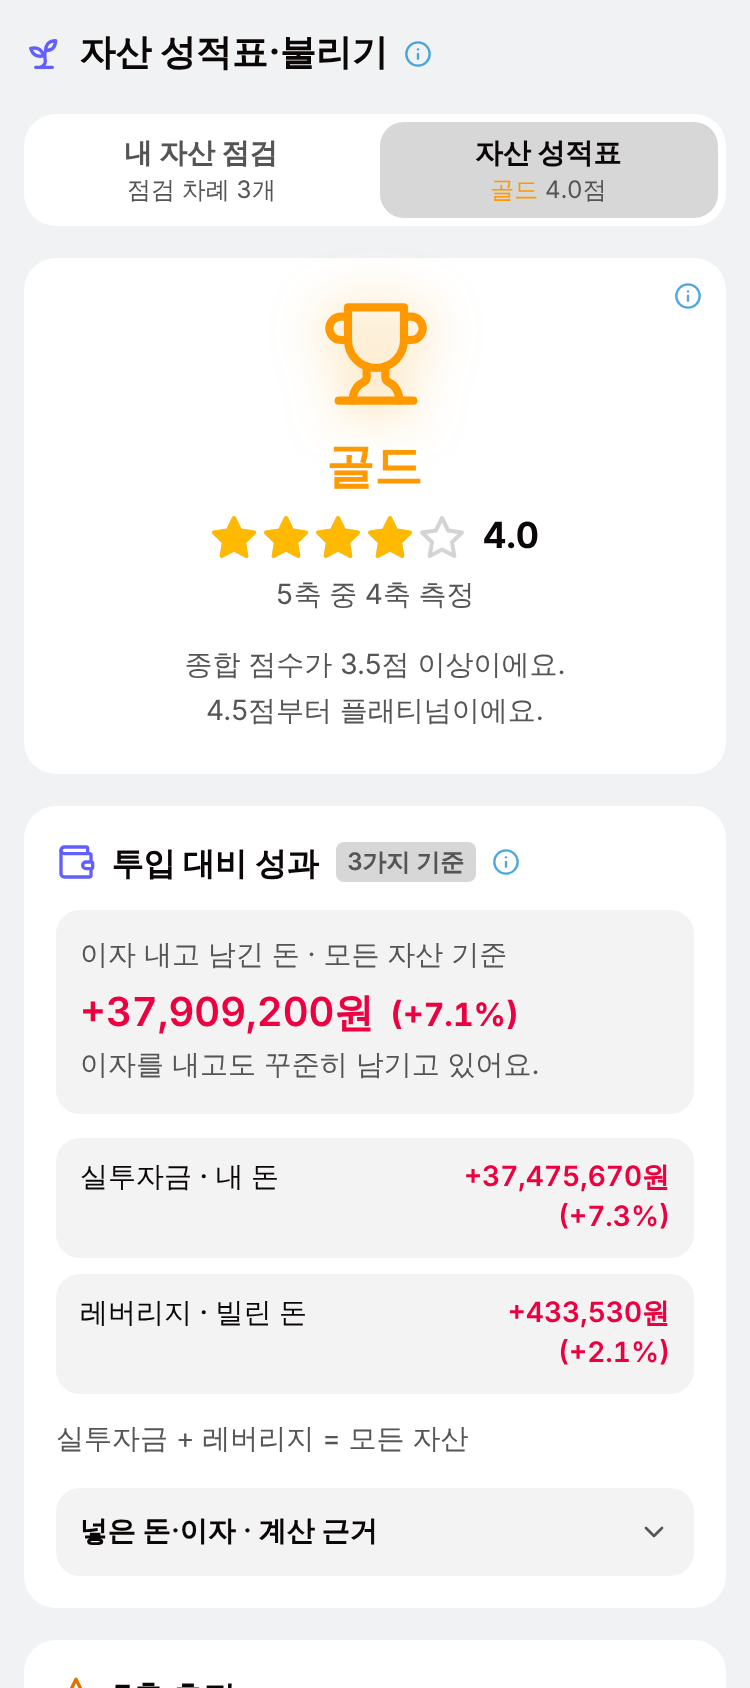 자산 성적표·불리기
내 자산 점검
점검 차례 3개
자산 성적표
골드 4.0점
골드
4.0
5축 중 4축 측정
종합 점수가 3.5점 이상이에요.
4.5점부터 플래티넘이에요.
투입 대비 성과 3가지 기준
이자 내고 남긴 돈 · 모든 자산 기준
+37,909,200원 (+7.1%)
이자를 내고도 꾸준히 남기고 있어요.
실투자금 · 내 돈
+37,475,670원
(+7.3%)
레버리지 · 빌린 돈
+433,530원
(+2.1%)
실투자금 + 레버리지 = 모든 자산
넣은 돈·이자 · 계산 근거